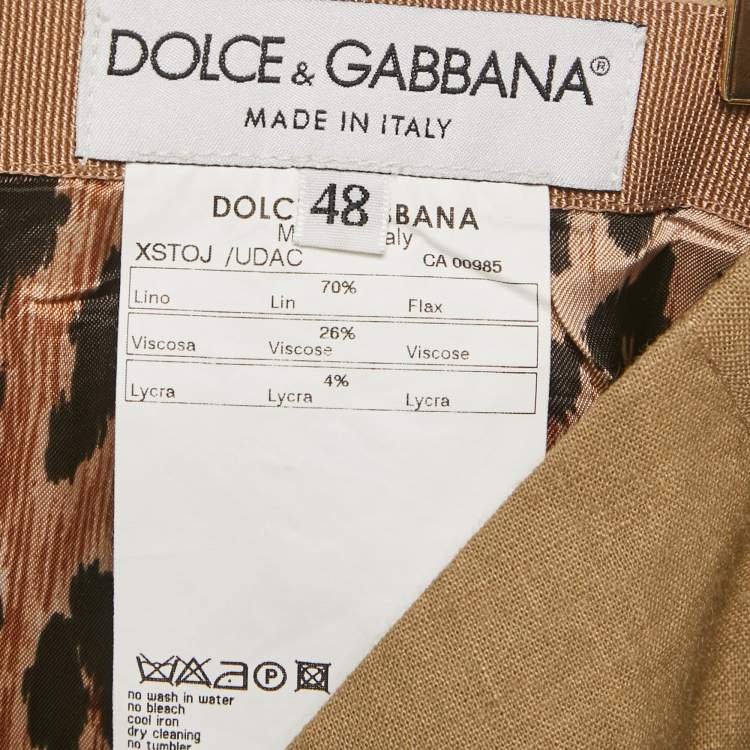 DOLCE & GABBANA®
MADE IN ITALY
48
DOLC BBANA
M aly
XSTOJ /UDAC CA 00985
70%
Lino Lin Flax
26%
Viscosa Viscose Viscose
4%
Lycra Lycra Lycra
P
no wash in water
no bleach
cool iron
dry cleaning
no tumbler